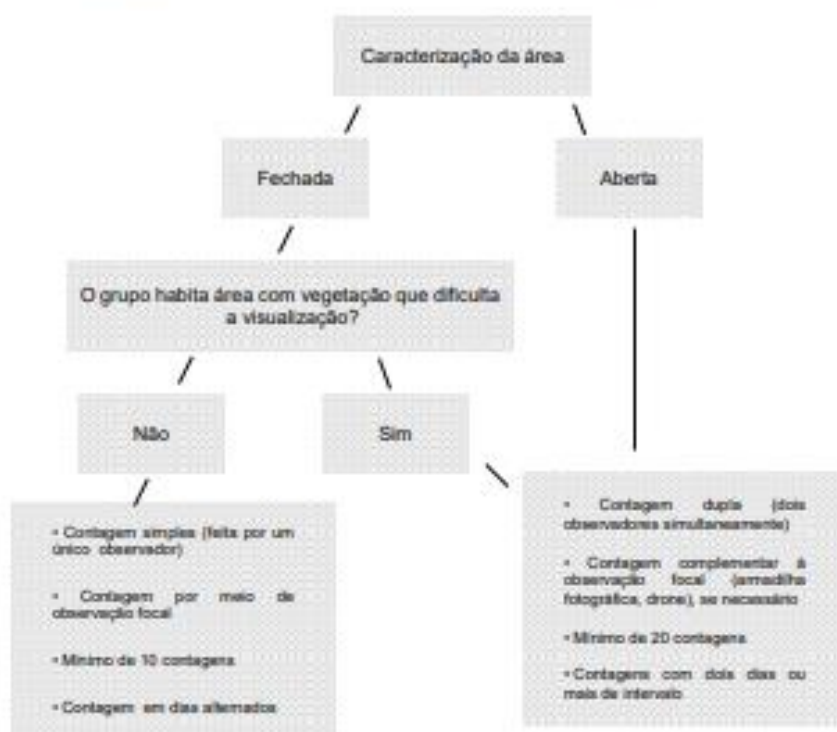 Caracterização da área
Fechada
Aberta
O grupo habita área com vegetação que dificulta
a visualização?
Não
Sim
• Contagem simples (feita por um
único observador)
• Contagem por meio de
observação focal
• Mínimo de 10 contagens
• Contagem em dias alternados
• Contagem dupla (dois
observadores simultaneamente)
• Contagem complementar à
observação focal (armadilha
fotográfica, drone), se necessário
• Mínimo de 20 contagens
• Contagens com dois dias ou
mais de intervalo